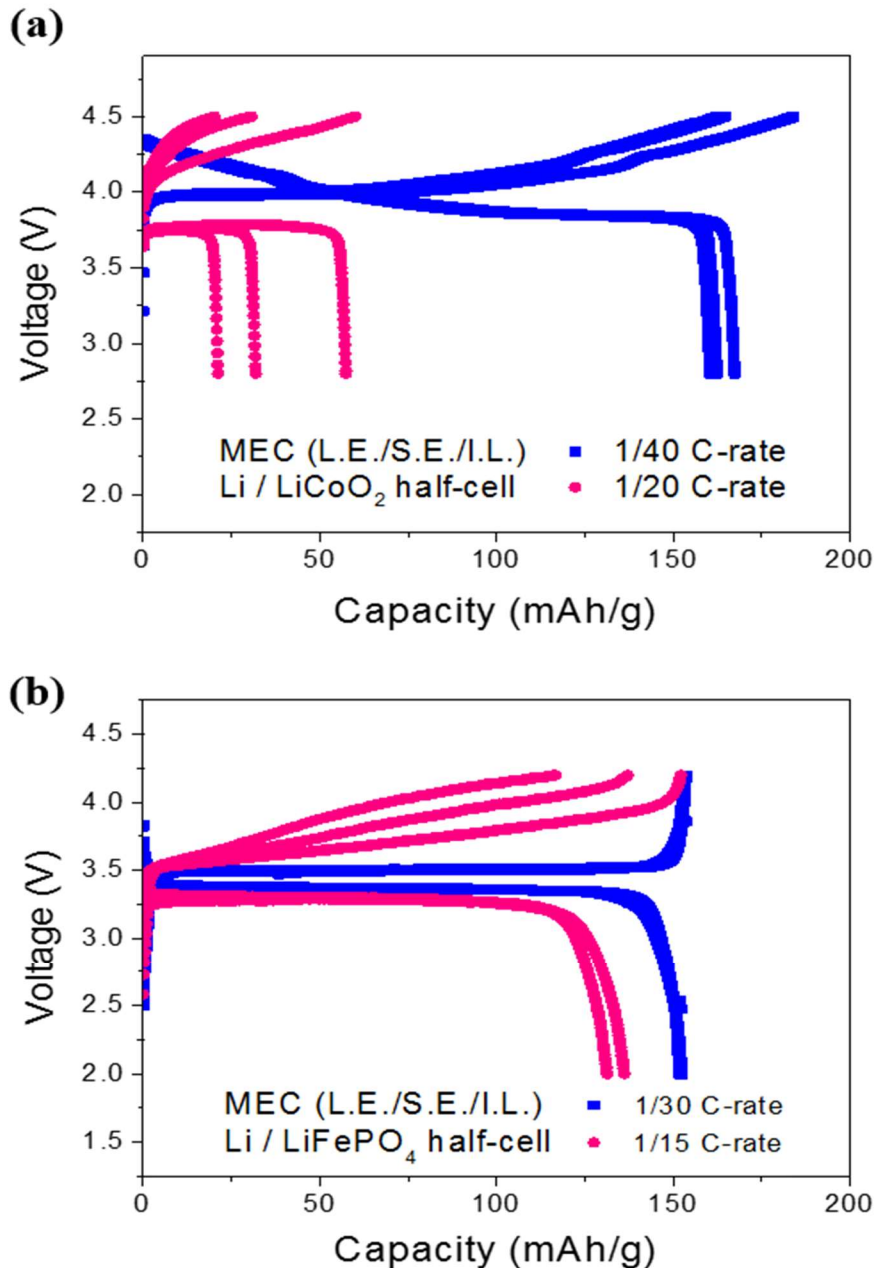 (a)
4.5
4.0
3.5
3.0
2.5
2.0
Voltage (V)
MEC (L.E./S.E./I.L.)
Li / LiCoO₂ half-cell
1/40 C-rate
1/20 C-rate
0 50 100 150 200
Capacity (mAh/g)
(b)
4.5
4.0
3.5
3.0
2.5
2.0
1.5
Voltage (V)
MEC (L.E./S.E./I.L.)
Li / LiFePO₄ half-cell
1/30 C-rate
1/15 C-rate
0 50 100 150 200
Capacity (mAh/g)